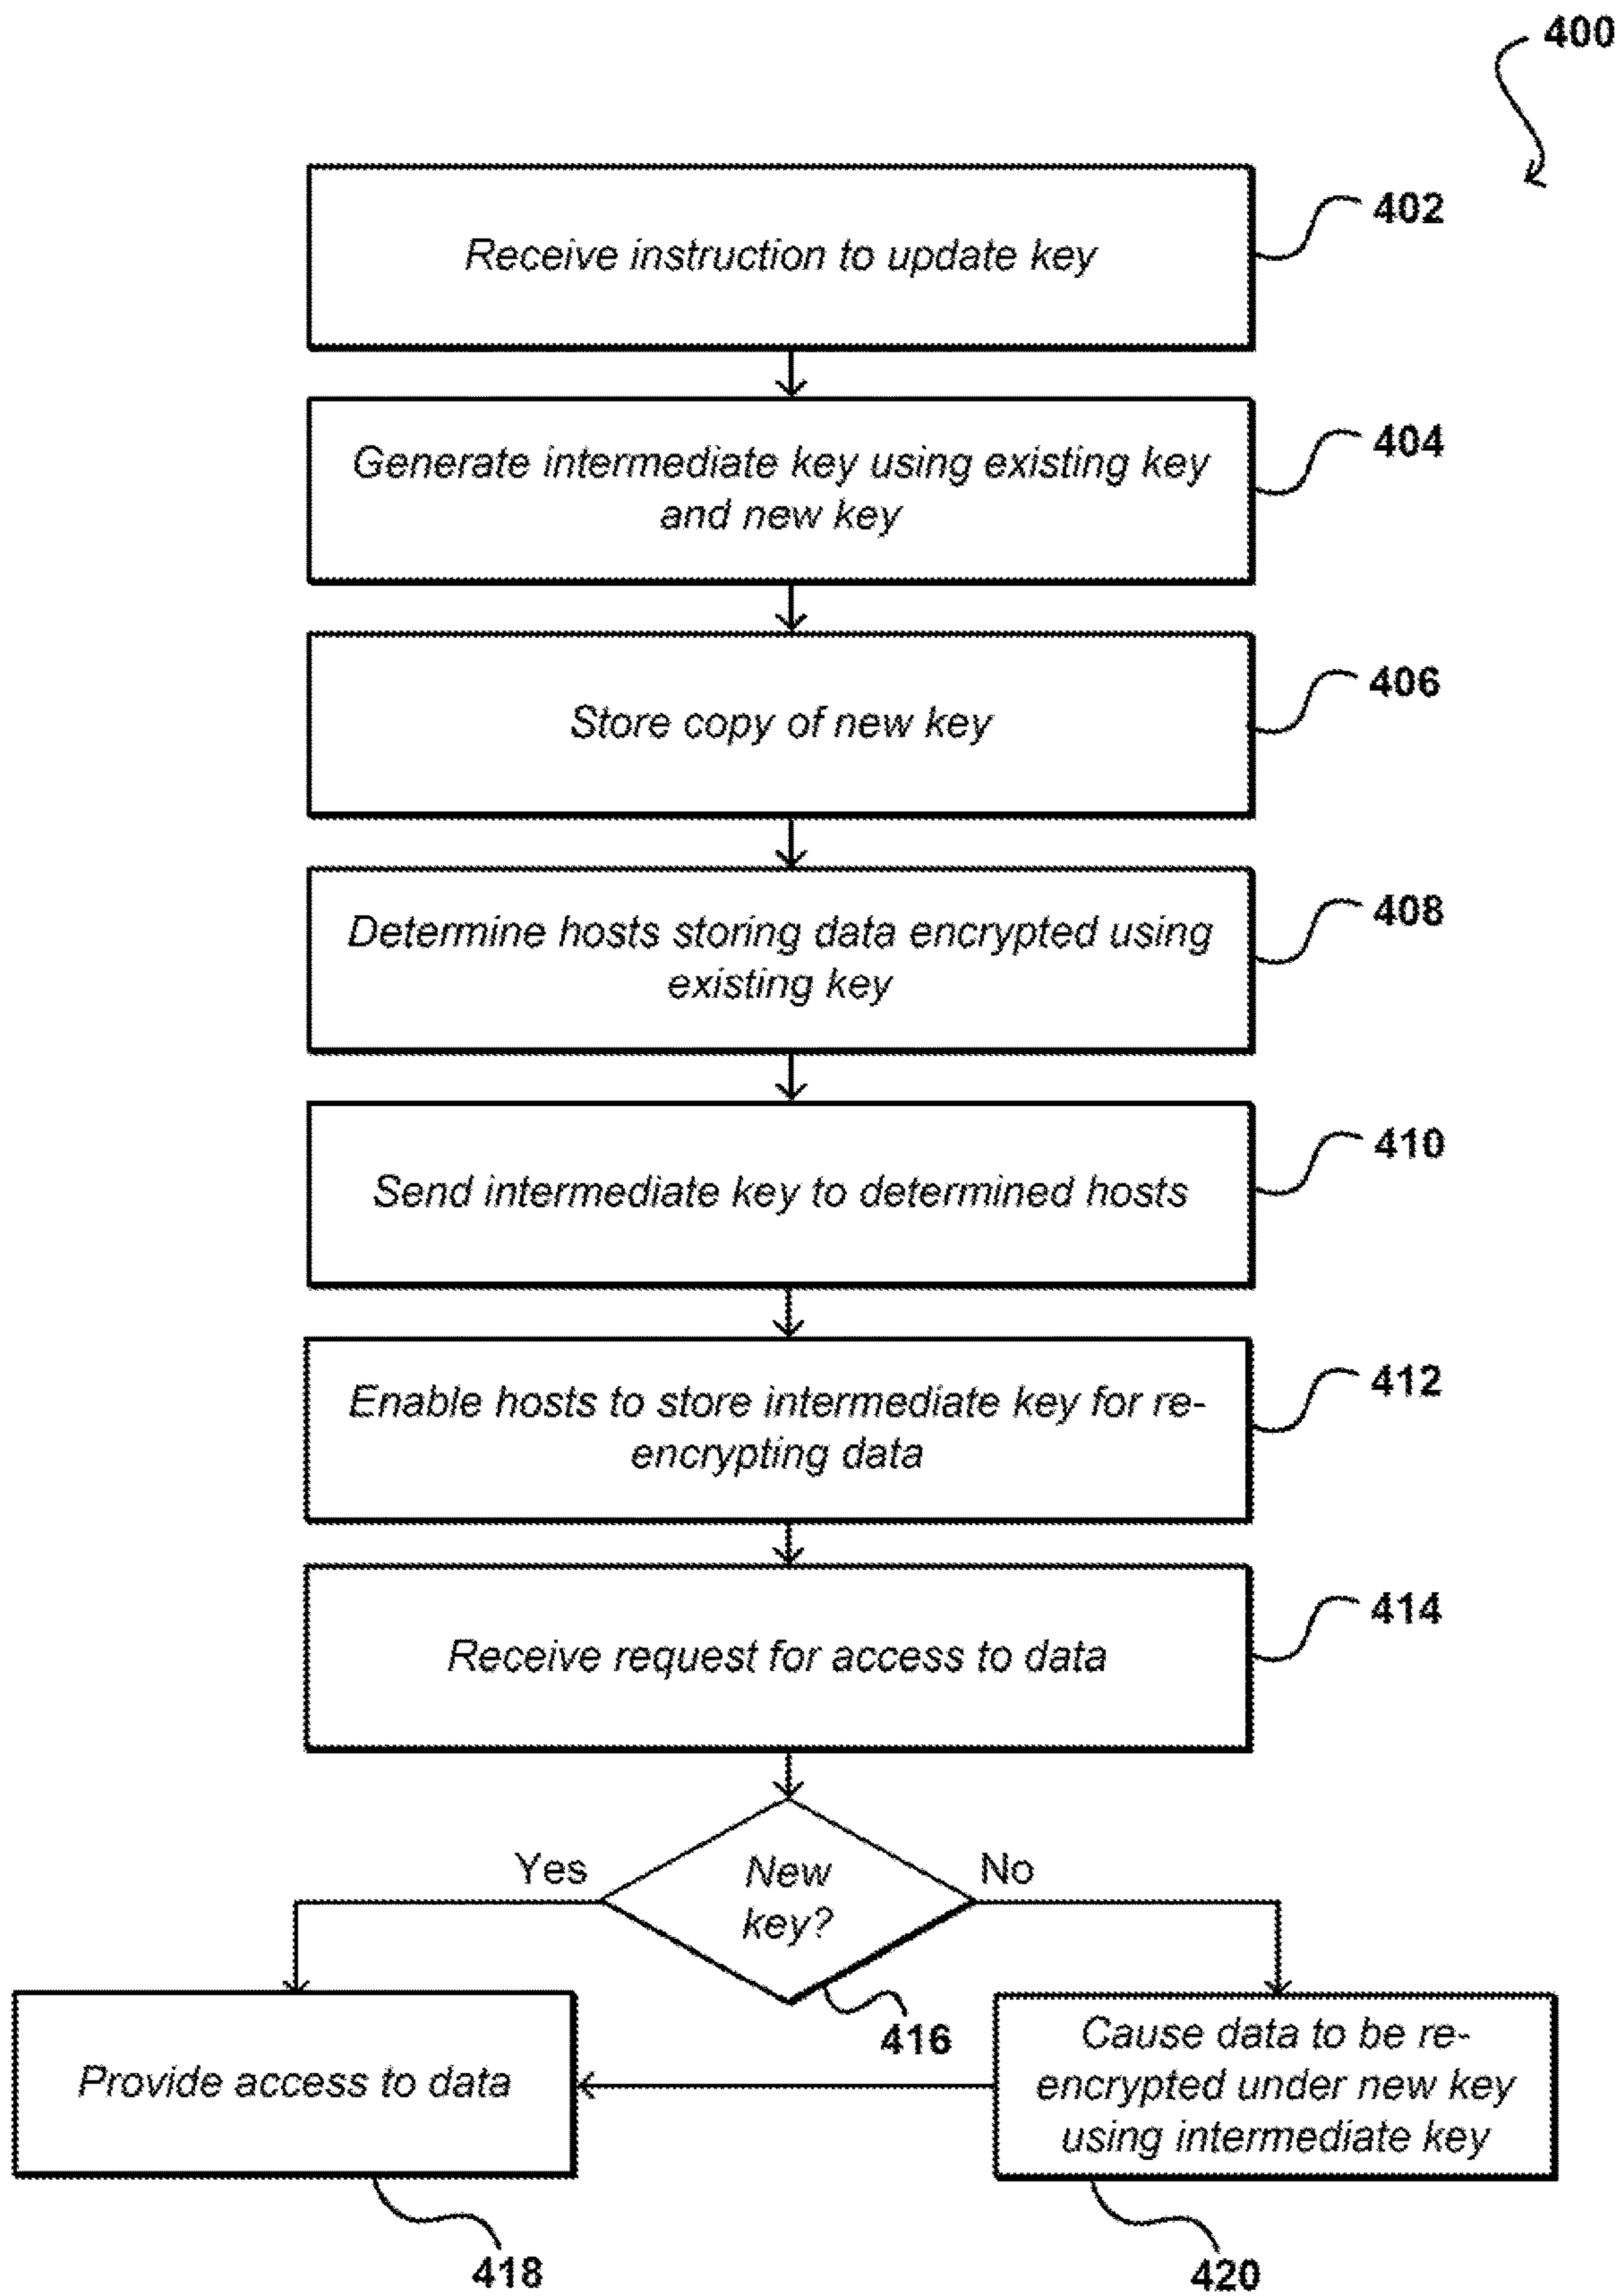 400
402
Receive instruction to update key
404
Generate intermediate key using existing key
and new key
406
Store copy of new key
408
Determine hosts storing data encrypted using
existing key
410
Send intermediate key to determined hosts
412
Enable hosts to store intermediate key for re-
encrypting data
414
Receive request for access to data
Yes
New
key?
No
416
Provide access to data
Cause data to be re-
encrypted under new key
using intermediate key
418
420